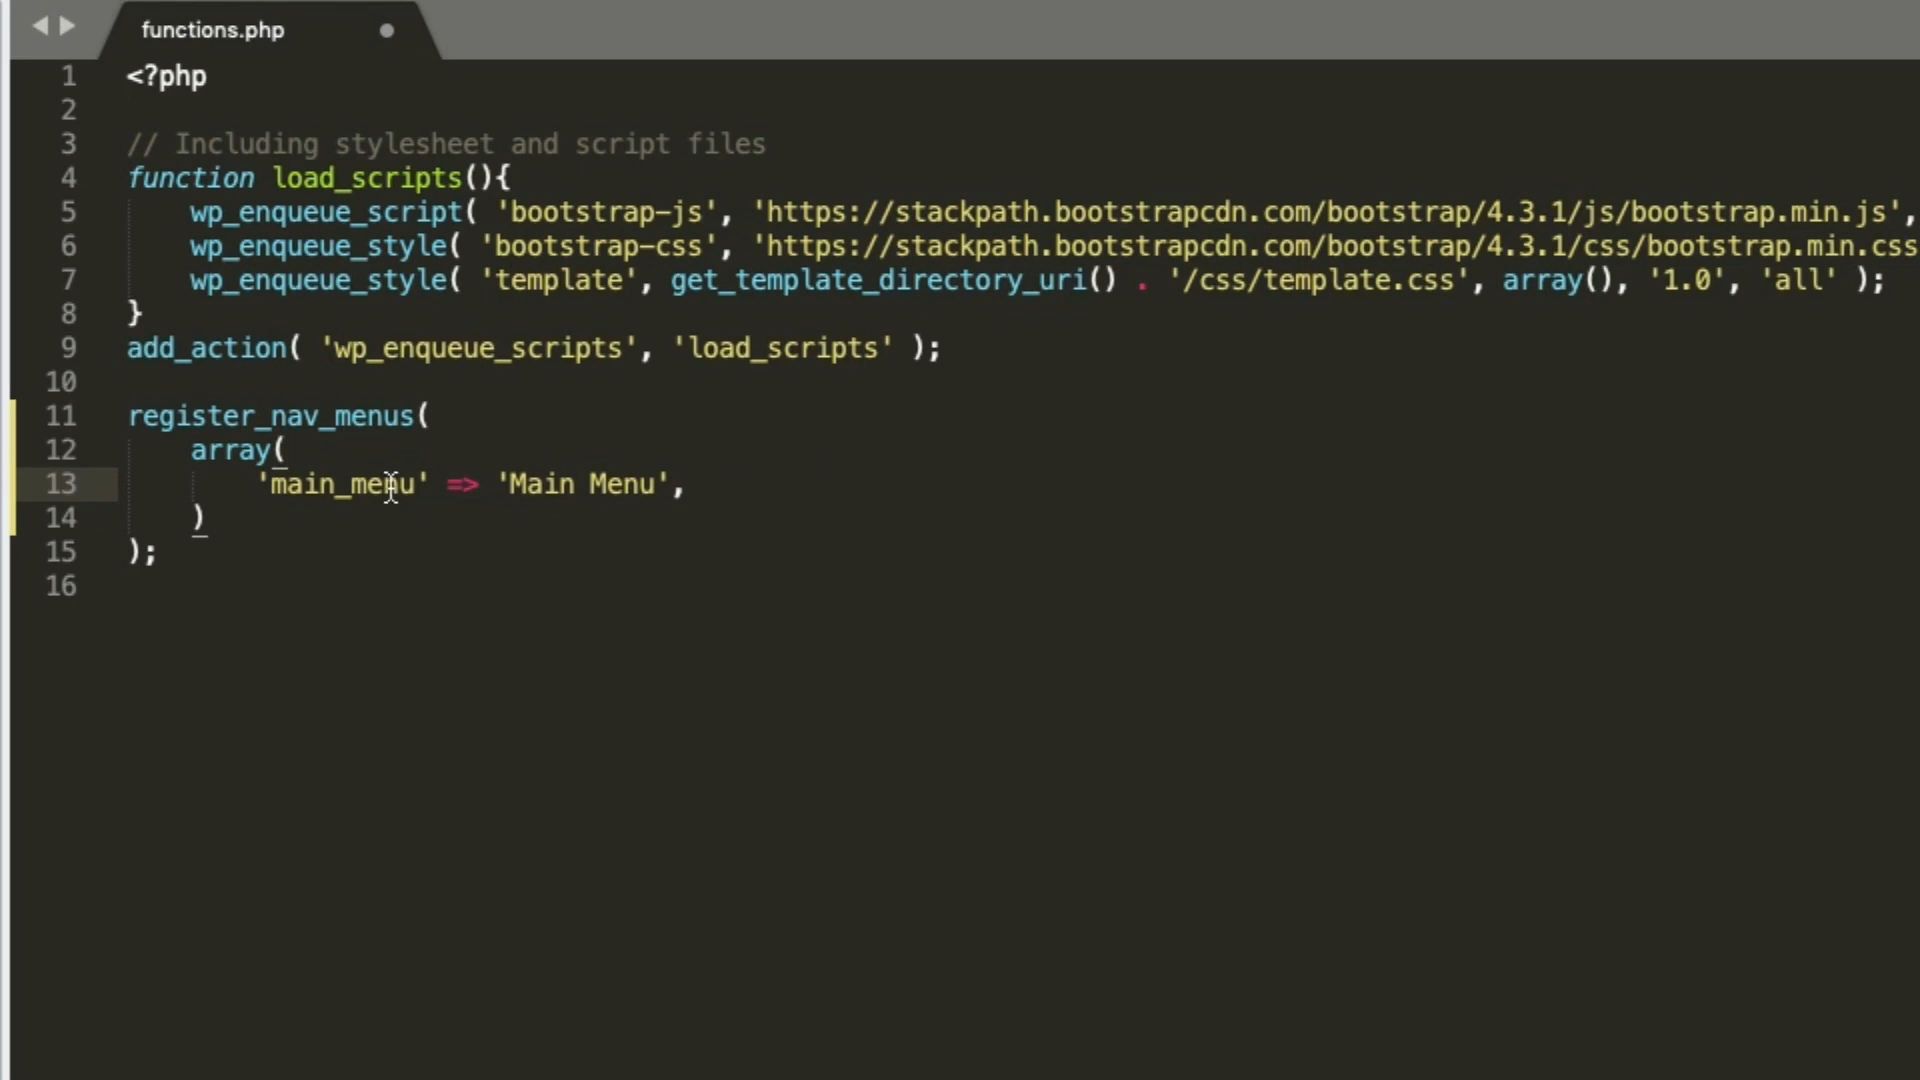 functions.php
1 <?php
2
3 // Including stylesheet and script files
4 function load_scripts(){
5 wp_enqueue_script( 'bootstrap-js', 'https://stackpath.bootstrapcdn.com/bootstrap/4.3.1/js/bootstrap.min.js',
6 wp_enqueue_style( 'bootstrap-css', 'https://stackpath.bootstrapcdn.com/bootstrap/4.3.1/css/bootstrap.min.css
7 wp_enqueue_style( 'template', get_template_directory_uri() . '/css/template.css', array(), '1.0', 'all' );
8 }
9 add_action( 'wp_enqueue_scripts', 'load_scripts' );
10
11 register_nav_menus(
12 array(
13 'main_menu' => 'Main Menu',
14 )
15 );
16